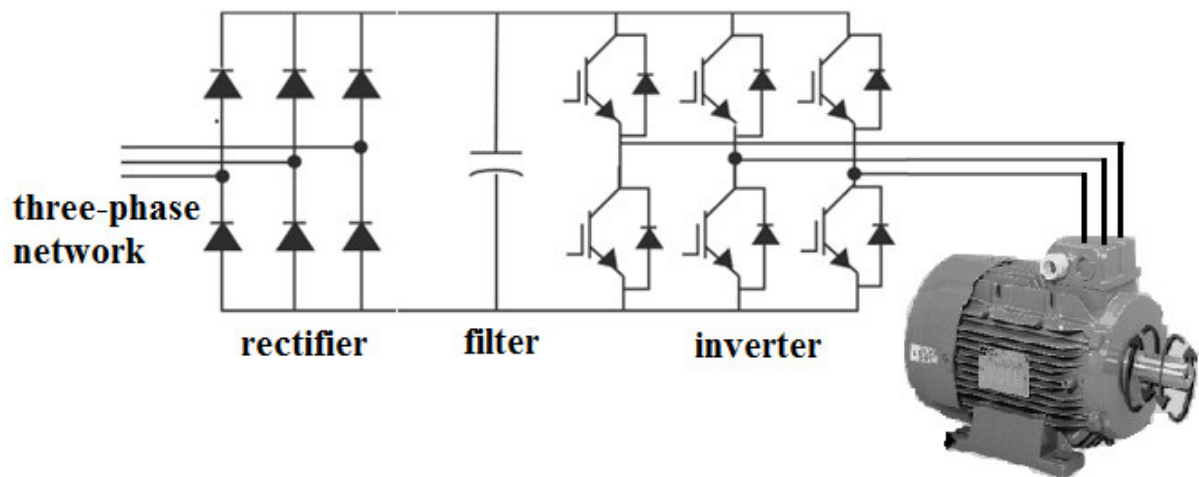 three-phase
network
rectifier
filter
inverter